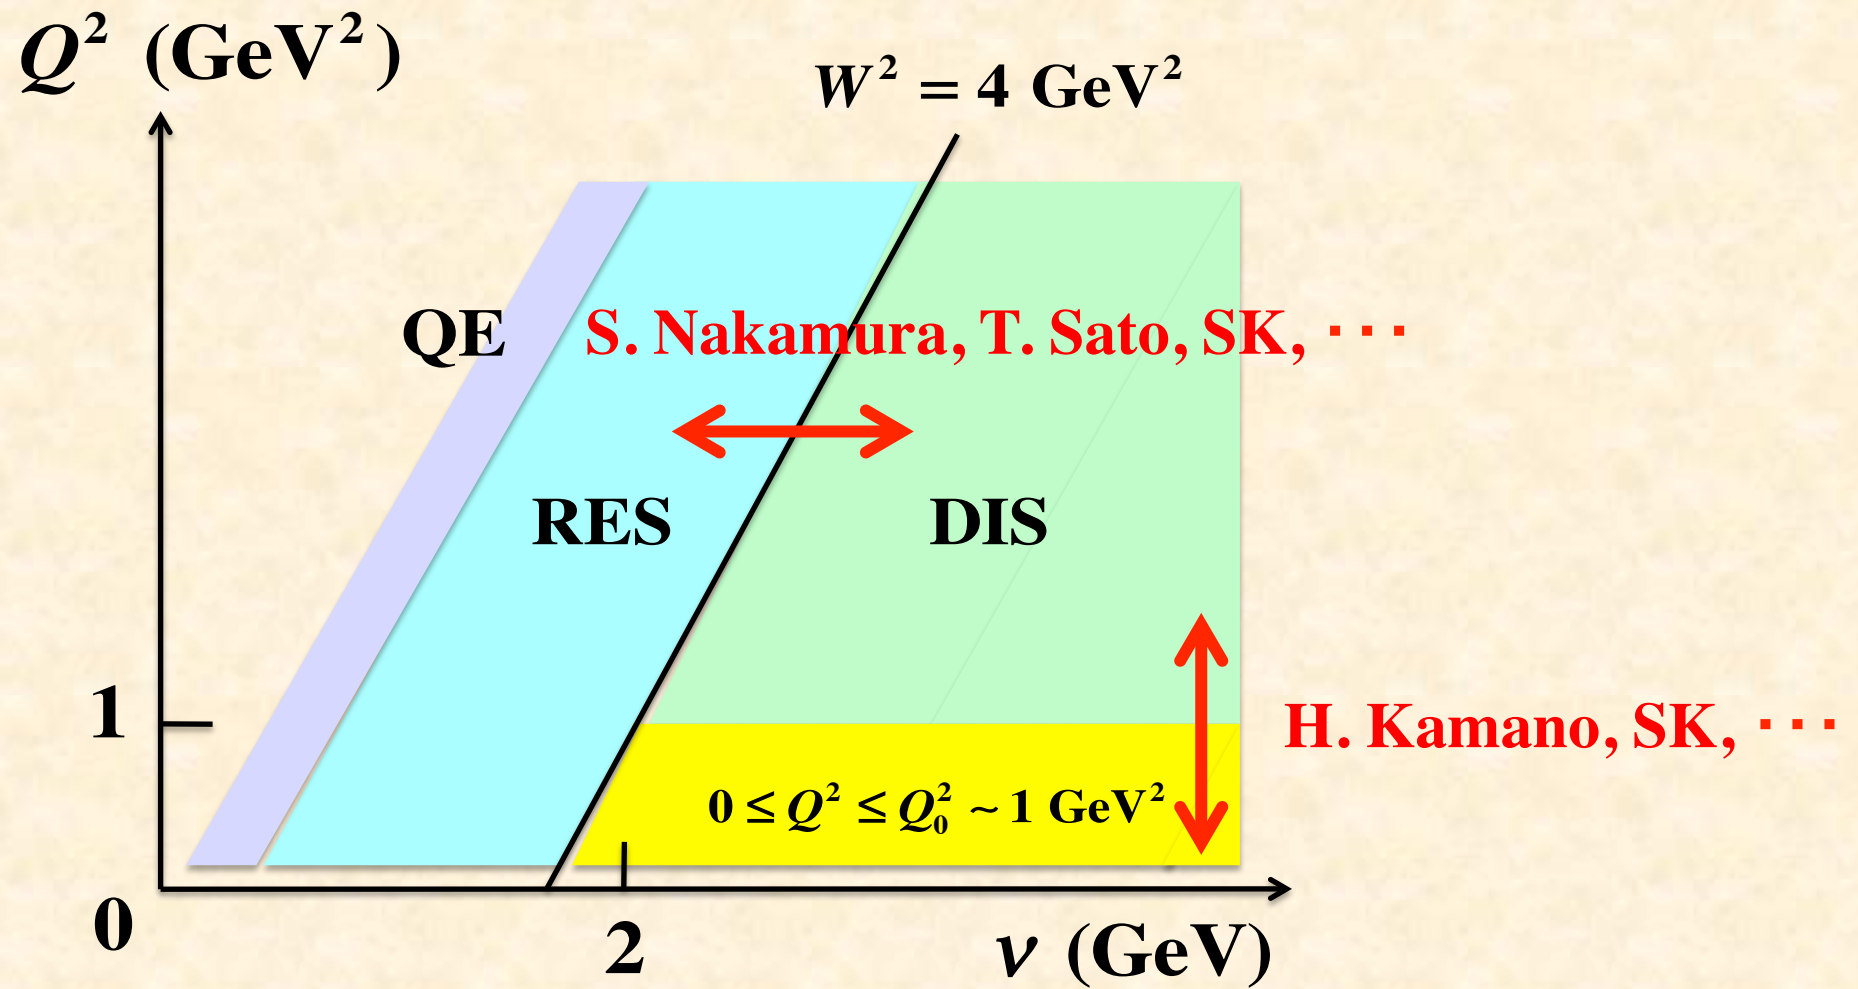 Q² (GeV²)
W² = 4 GeV²
QE
S. Nakamura, T. Sato, SK, ···
RES
DIS
1
H. Kamano, SK, ···
0 ≤ Q² ≤ Q₀² ~ 1 GeV²
0
2
ν (GeV)